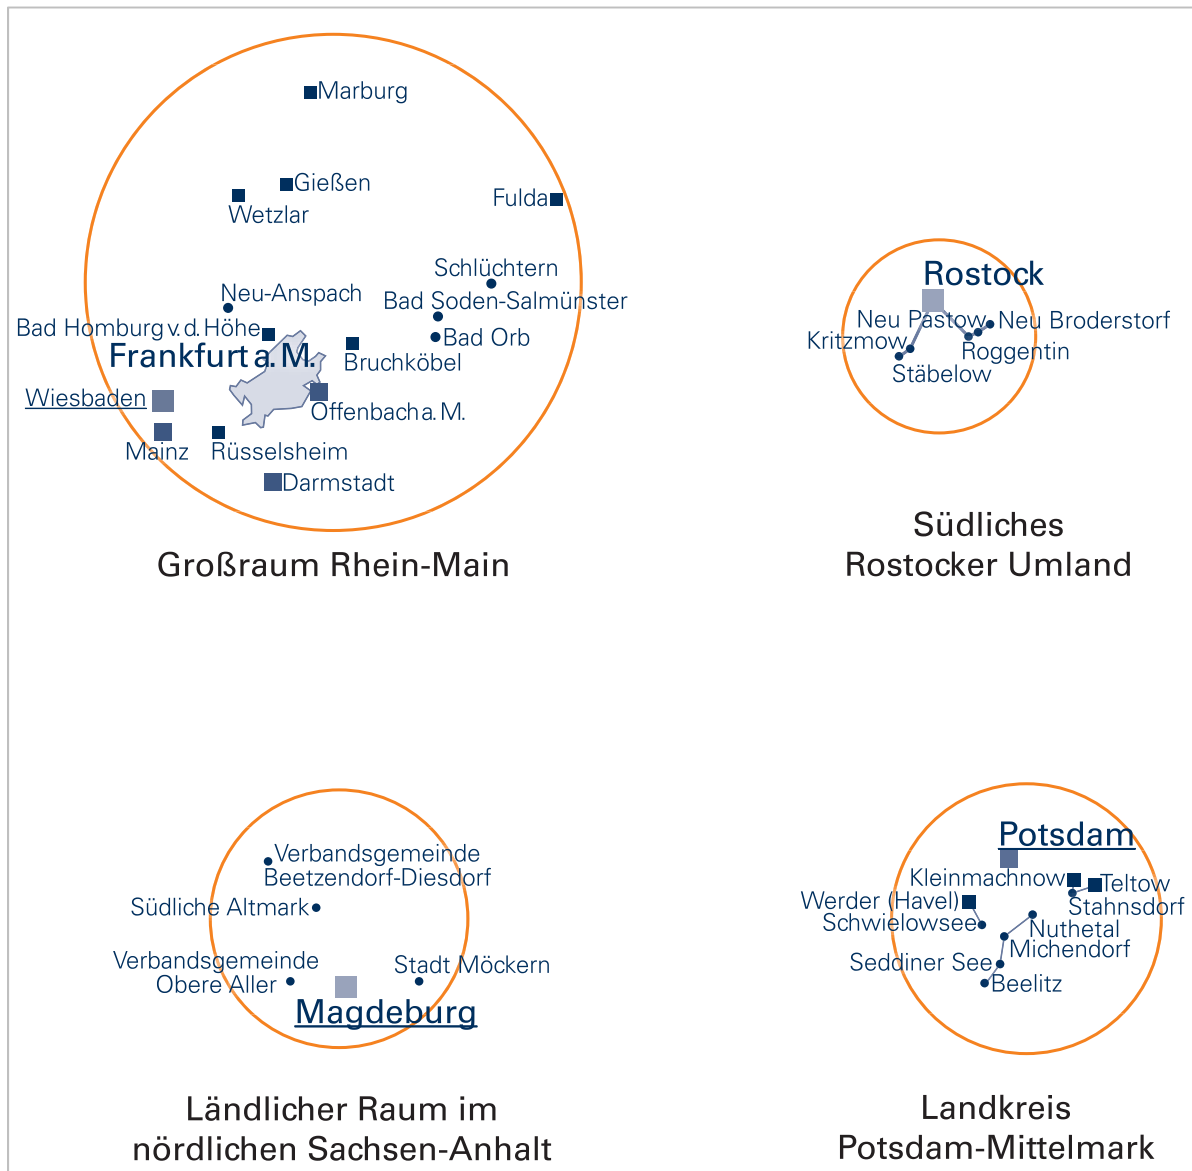 Marburg
Gießen
Wetzlar
Fulda
Schlüchtern
Neu-Anspach
Bad Soden-Salmünster
Bad Homburg v. d. Höhe
Bad Orb
Frankfurt a. M.
Bruchköbel
Wiesbaden
Offenbach a. M.
Mainz
Rüsselsheim
Darmstadt
Großraum Rhein-Main
Rostock
Neu Pastow
Neu Broderstorf
Kritzmow
Roggentin
Stäbelow
Südliches
Rostocker Umland
Verbandsgemeinde
Beetzendorf-Diesdorf
Südliche Altmark
Verbandsgemeinde
Obere Aller
Stadt Möckern
Magdeburg
Ländlicher Raum im
nördlichen Sachsen-Anhalt
Potsdam
Kleinmachnow
Teltow
Werder (Havel)
Stahnsdorf
Schwielowsee
Nuthetal
Michendorf
Seddiner See
Beelitz
Landkreis
Potsdam-Mittelmark